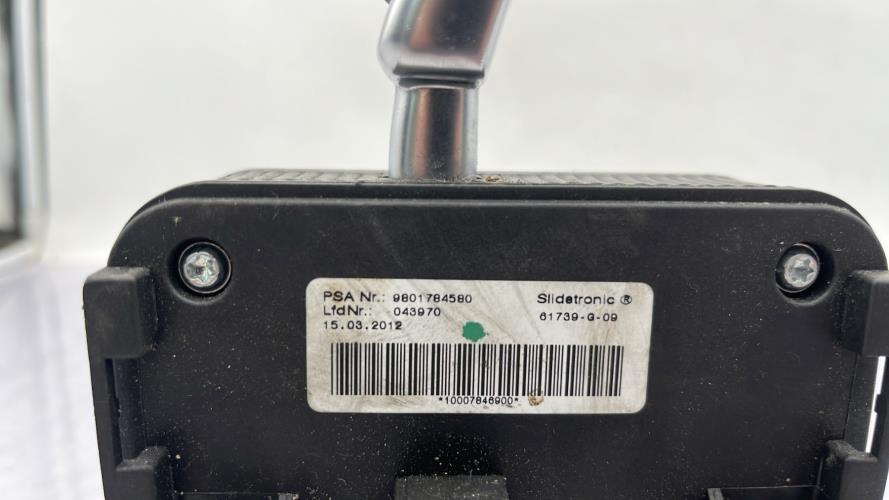 PSA Nr.: 9801784580 Slidetronic ®
LfdNr.: 043970 61739-G-09
15.03.2012
*10007846900*